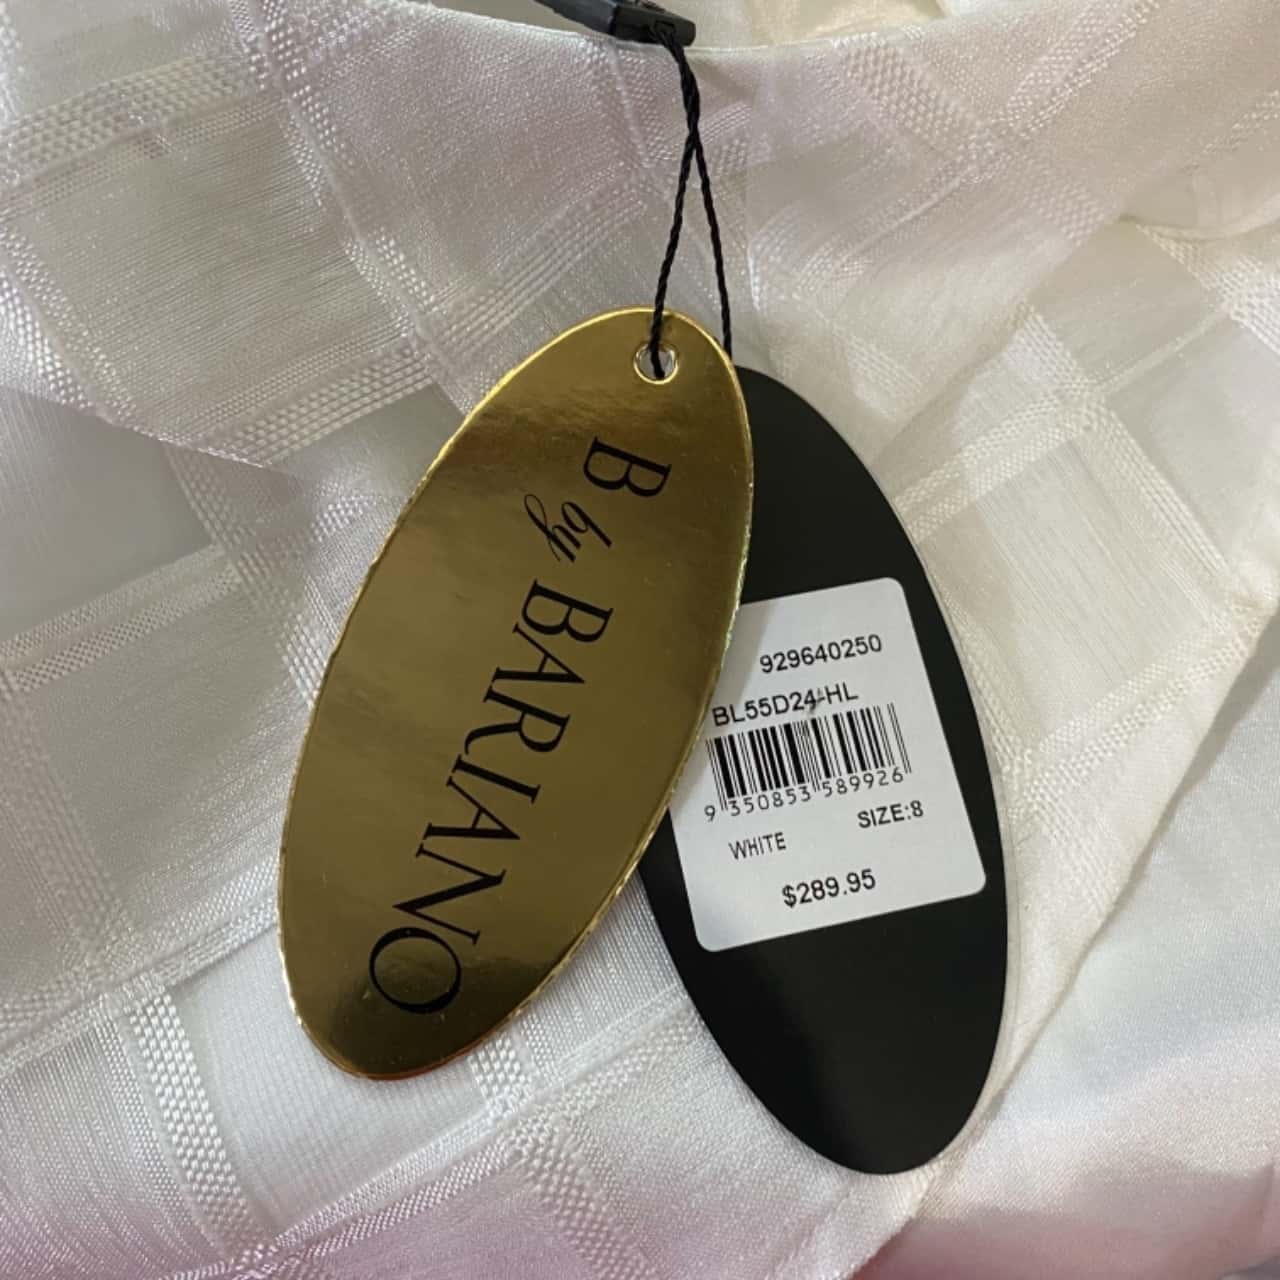 B by BARIANO
929640250
BL55D24-HL
9 350853 589926
WHITE SIZE:8
$289.95